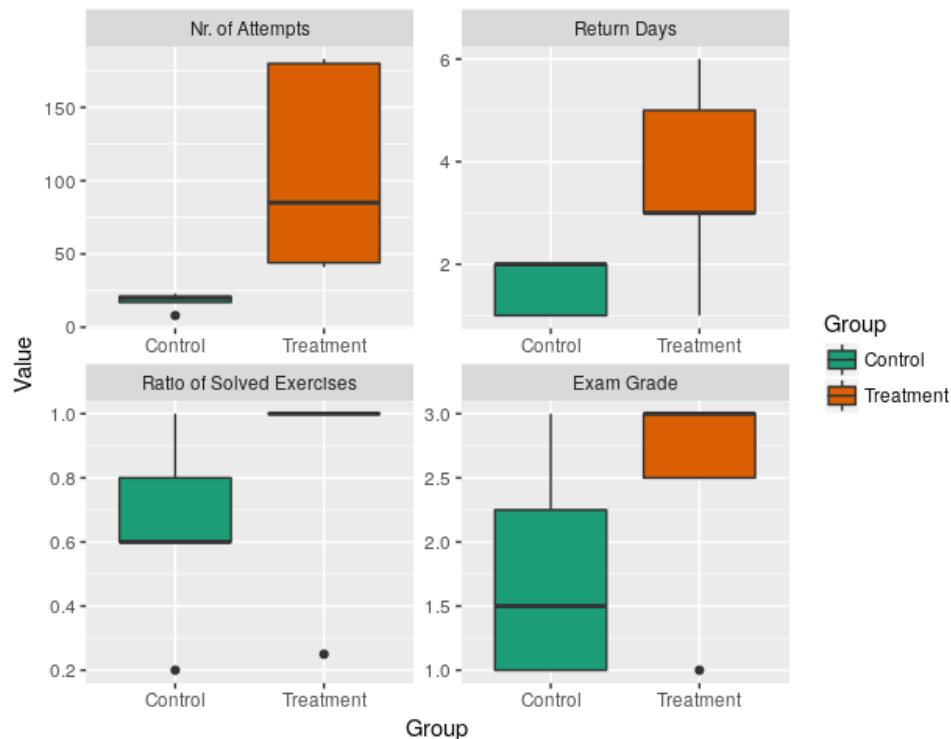 Nr. of Attempts
Return Days
150
100
50
0
6
4
2
Control Treatment
Control Treatment
Value
Ratio of Solved Exercises
Exam Grade
1.0
0.8
0.6
0.4
0.2
3.0
2.5
2.0
1.5
1.0
Control Treatment
Control Treatment
Group
Group
Control
Treatment